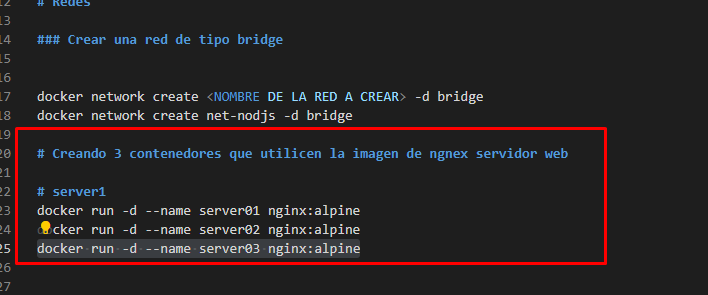 12 # Redes
13
14 ### Crear una red de tipo bridge
15
16
17 docker network create <NOMBRE DE LA RED A CREAR> -d bridge
18 docker network create net-nodjs -d bridge
19
20 # Creando 3 contenedores que utilicen la imagen de ngnex servidor web
21
22 # server1
23 docker run -d --name server01 nginx:alpine
24 docker run -d --name server02 nginx:alpine
25 docker run -d --name server03 nginx:alpine
26
27